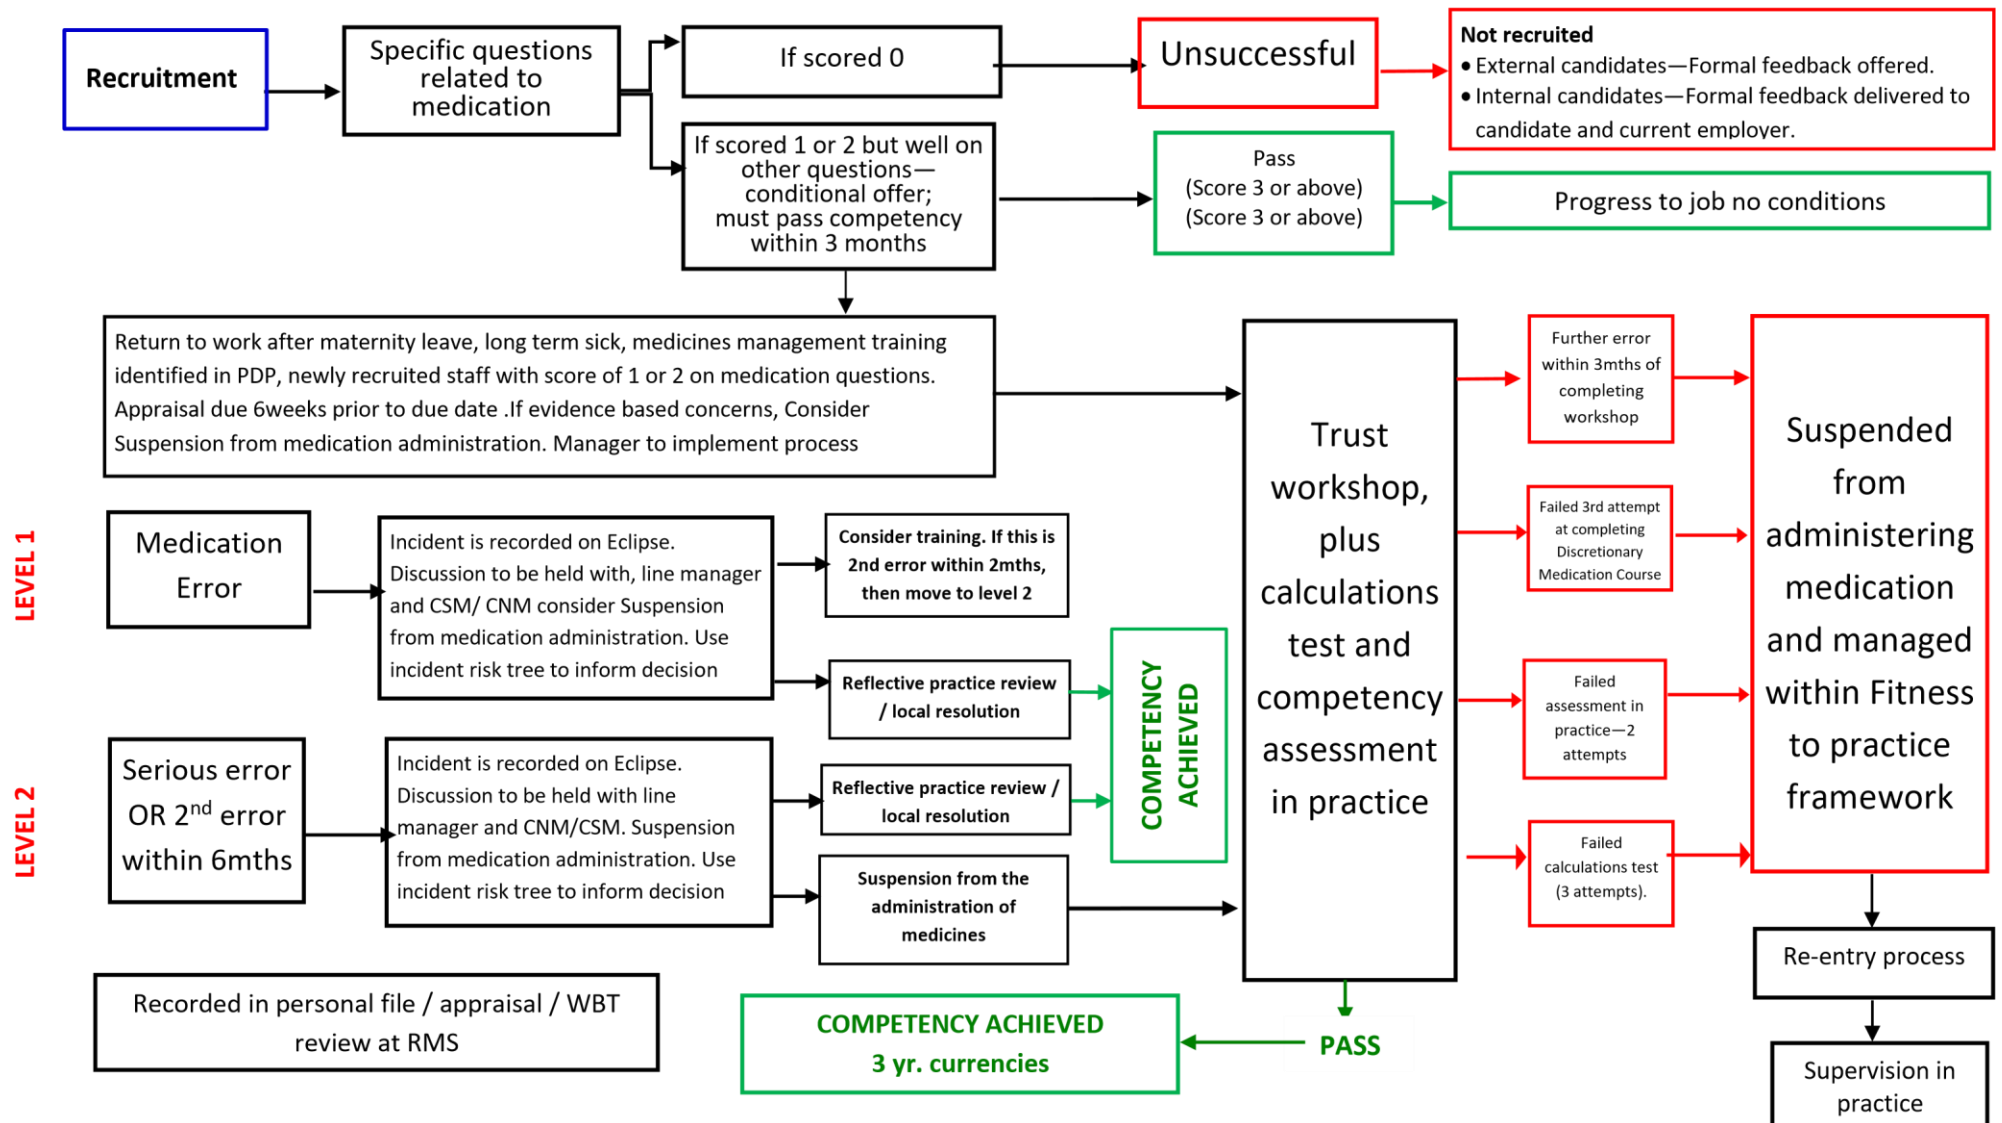 Recruitment
Specific questions
related to
medication
If scored 0
Unsuccessful
Not recruited
• External candidates—Formal feedback offered.
• Internal candidates—Formal feedback delivered to
candidate and current employer.
If scored 1 or 2 but well on
other questions—
conditional offer;
must pass competency
within 3 months
Pass
(Score 3 or above)
(Score 3 or above)
Progress to job no conditions
Return to work after maternity leave, long term sick, medicines management training
identified in PDP, newly recruited staff with score of 1 or 2 on medication questions.
Appraisal due 6weeks prior to due date .If evidence based concerns, Consider
Suspension from medication administration. Manager to implement process
LEVEL 1
Medication
Error
Incident is recorded on Eclipse.
Discussion to be held with, line manager
and CSM/ CNM consider Suspension
from medication administration. Use
incident risk tree to inform decision
Consider training. If this is
2nd error within 2mths,
then move to level 2
Reflective practice review
/ local resolution
LEVEL 2
Serious error
OR 2nd error
within 6mths
Incident is recorded on Eclipse.
Discussion to be held with line
manager and CNM/CSM. Suspension
from medication administration. Use
incident risk tree to inform decision
Reflective practice review /
local resolution
Suspension from the
administration of
medicines
COMPETENCY
ACHIEVED
Trust
workshop,
plus
calculations
test and
competency
assessment
in practice
Further error
within 3mths of
completing
workshop
Failed 3rd attempt
at completing
Discretionary
Medication Course
Failed
assessment in
practice—2
attempts
Failed
calculations test
(3 attempts).
Suspended
from
administering
medication
and managed
within Fitness
to practice
framework
Re-entry process
Supervision in
practice
Recorded in personal file / appraisal / WBT
review at RMS
COMPETENCY ACHIEVED
3 yr. currencies
PASS